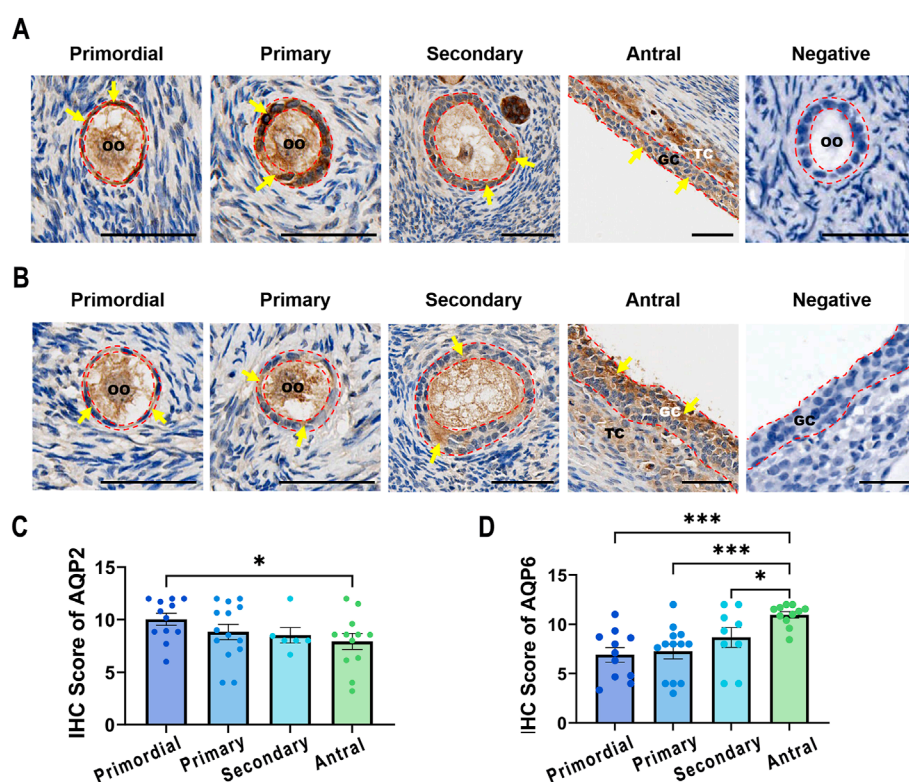 A
Primordial Primary Secondary Antral Negative
oo oo TC GC oo
B
Primordial Primary Secondary Antral Negative
oo oo GC TC GC
C
IHC Score of AQP2
*
15
10
5
0
Primordial Primary Secondary Antral
D
IHC Score of AQP6
***
***
*
15
10
5
0
Primordial Primary Secondary Antral